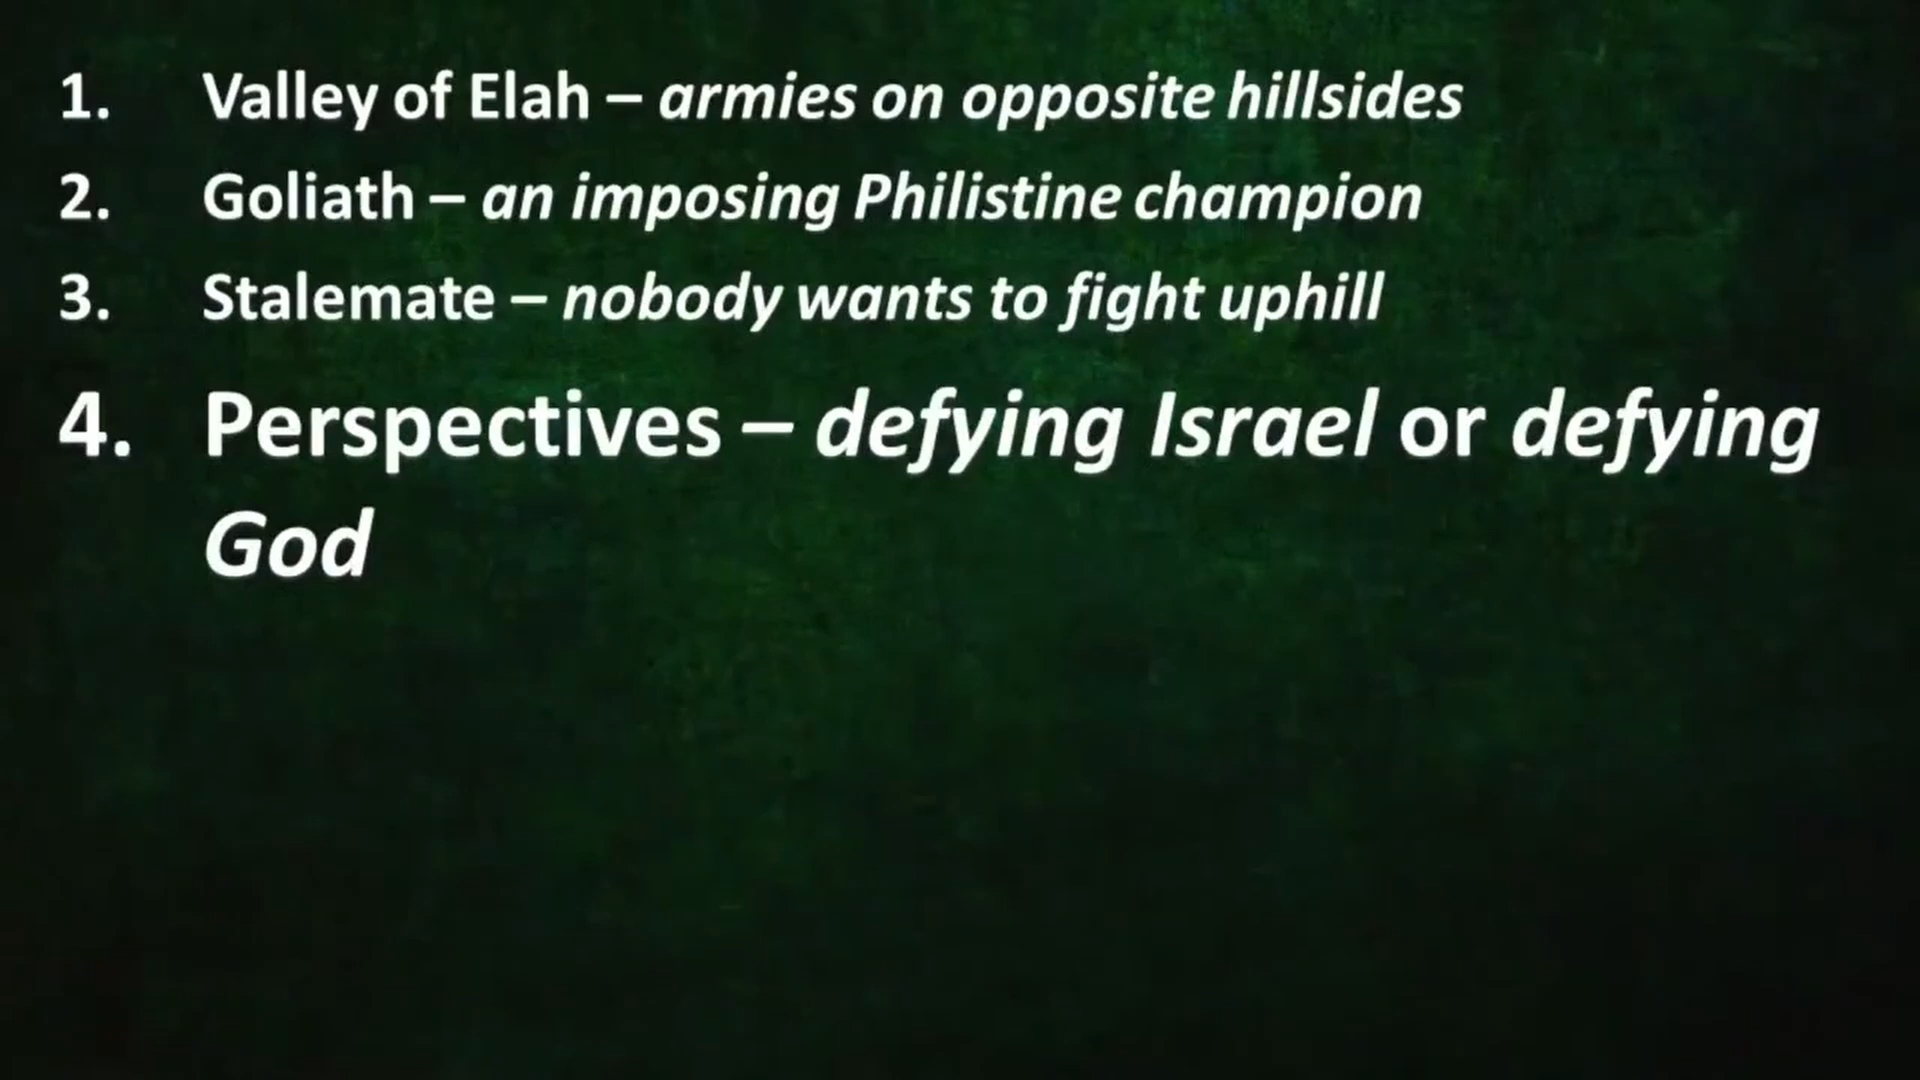 1. Valley of Elah – armies on opposite hillsides
2. Goliath – an imposing Philistine champion
3. Stalemate – nobody wants to fight uphill
4. Perspectives – defying Israel or defying
God